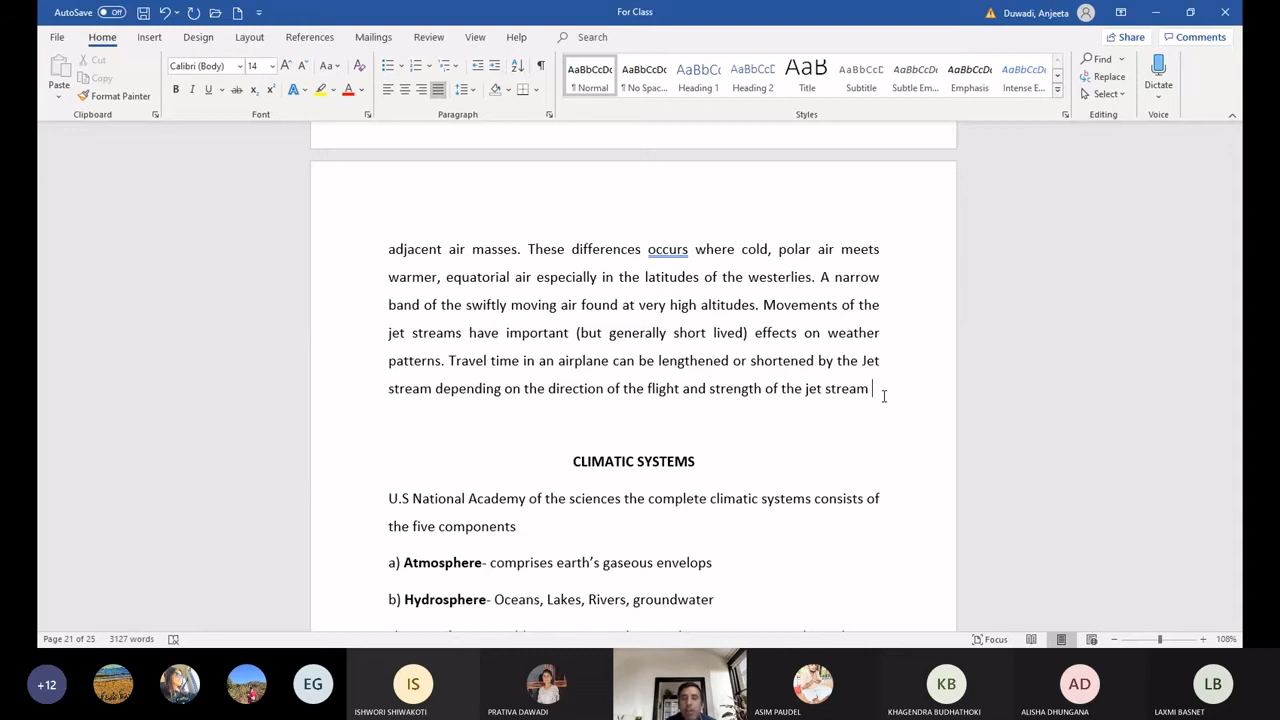 AutoSave Off For Class Duwadi, Anjeeta
File Home Insert Design Layout References Mailings Review View Help Search Share Comments
Paste Cut Copy Format Painter
Calibri (Body) 14
AaBbCcDc AaBbCcDc AaBbC AaBbCcE AaB AaBbCcD AaBbCcDc AaBbCcDc AaBbCcDc
¶ Normal ¶ No Spac... Heading 1 Heading 2 Title Subtitle Subtle Em... Emphasis Intense E...
Find Replace Select Dictate
Clipboard Font Paragraph Styles Editing Voice
adjacent air masses. These differences occurs where cold, polar air meets
warmer, equatorial air especially in the latitudes of the westerlies. A narrow
band of the swiftly moving air found at very high altitudes. Movements of the
jet streams have important (but generally short lived) effects on weather
patterns. Travel time in an airplane can be lengthened or shortened by the Jet
stream depending on the direction of the flight and strength of the jet stream
CLIMATIC SYSTEMS
U.S National Academy of the sciences the complete climatic systems consists of
the five components
a) Atmosphere- comprises earth's gaseous envelops
b) Hydrosphere- Oceans, Lakes, Rivers, groundwater
Page 21 of 25 3127 words Focus 108%
+12 EG IS KB AD LB
ISHWORI SHIWAKOTI PRATIVA DAWADI ASIM PAUDEL KHAGENDRA BUDHATHOKI ALISHA DHUNGANA LAXMI BASNET